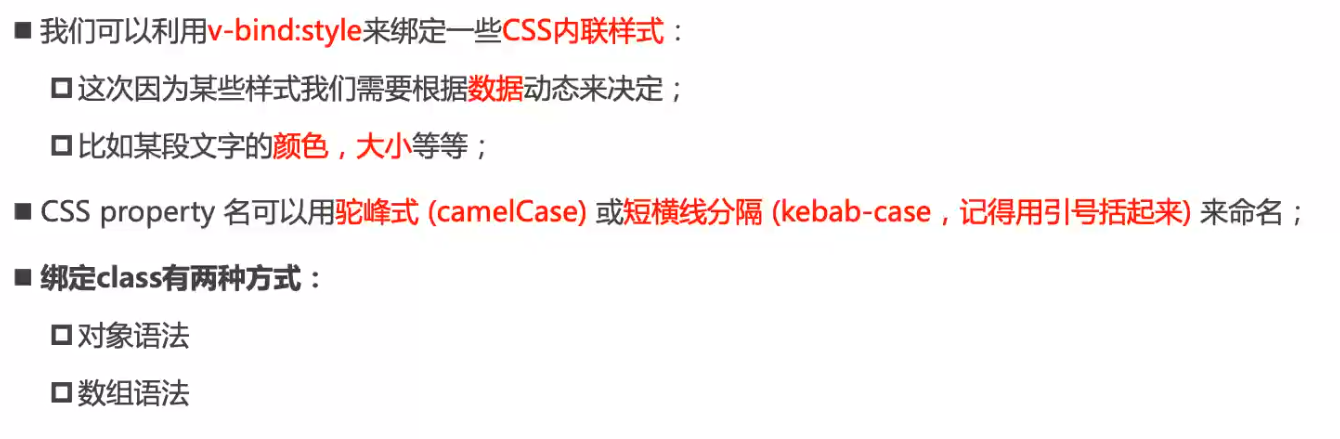 ■ 我们可以利用v-bind:style来绑定一些CSS内联样式：
□ 这次因为某些样式我们需要根据数据动态来决定；
□ 比如某段文字的颜色，大小等等；
■ CSS property 名可以用驼峰式 (camelCase) 或短横线分隔 (kebab-case，记得用引号括起来) 来命名；
■ 绑定class有两种方式：
□ 对象语法
□ 数组语法